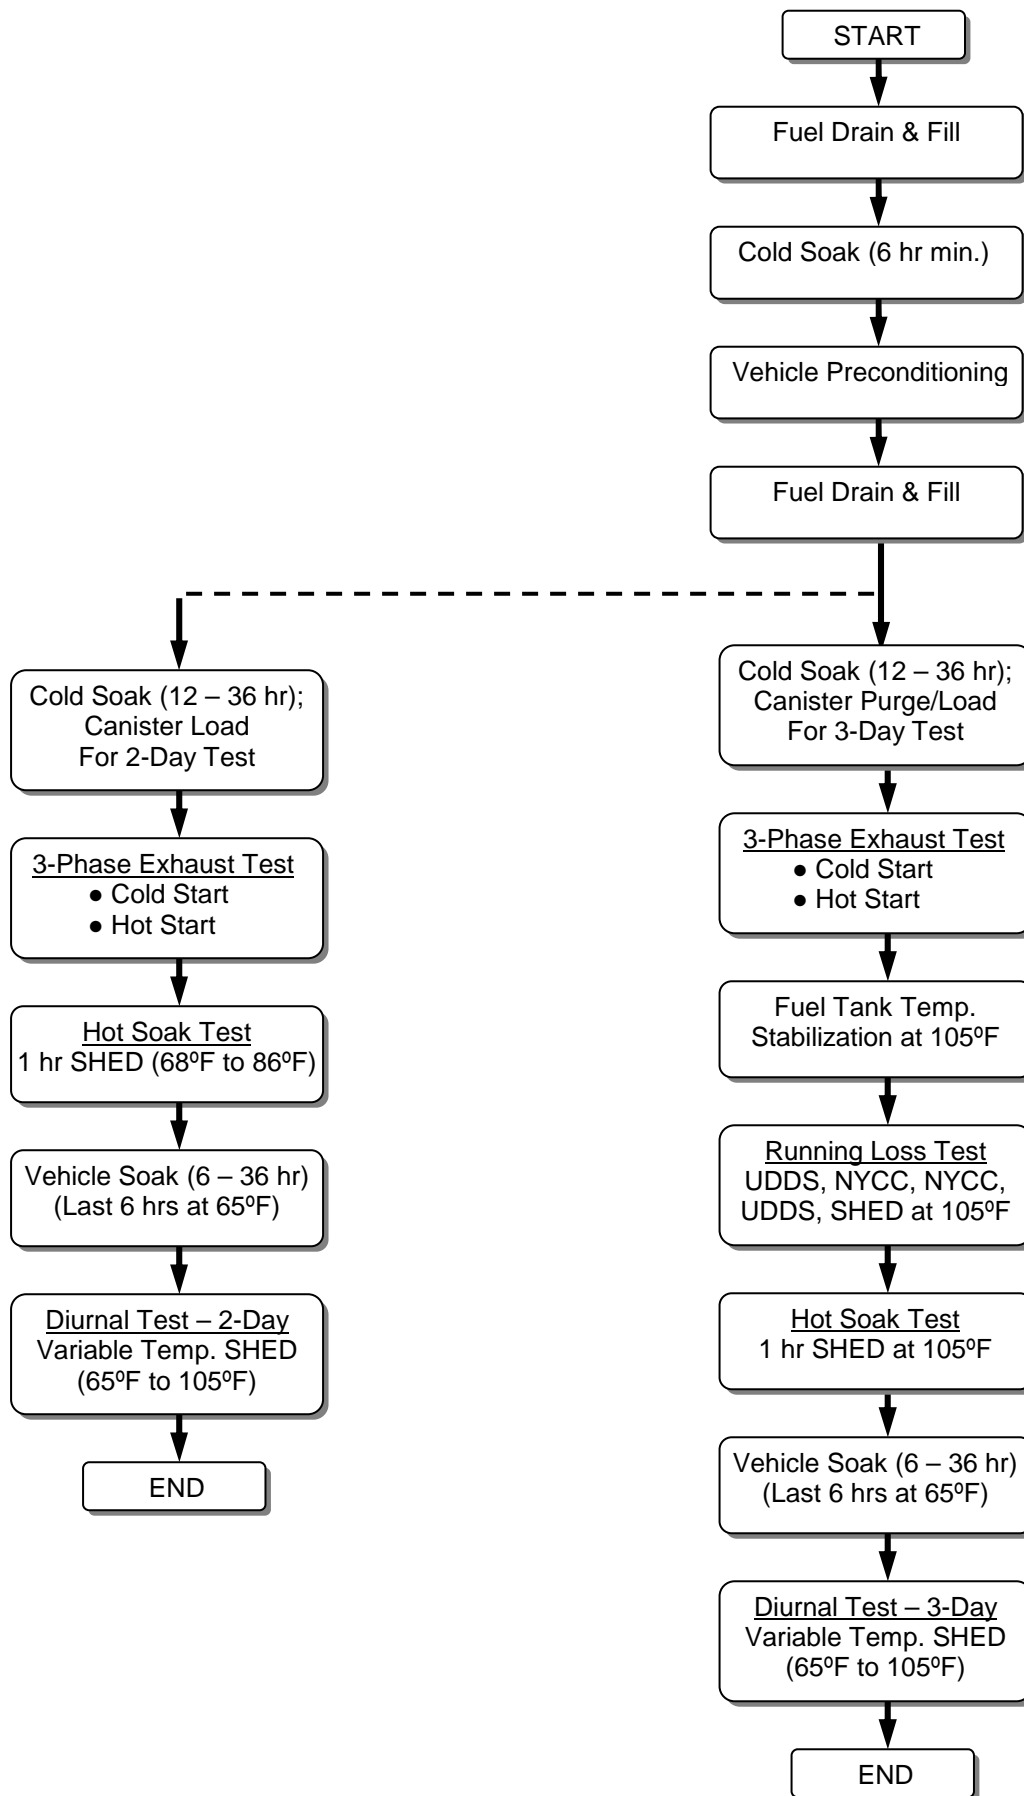 START
Fuel Drain & Fill
Cold Soak (6 hr min.)
Vehicle Preconditioning
Fuel Drain & Fill
Cold Soak (12 – 36 hr);
Canister Load
For 2-Day Test
3-Phase Exhaust Test
● Cold Start
● Hot Start
Hot Soak Test
1 hr SHED (68ºF to 86ºF)
Vehicle Soak (6 – 36 hr)
(Last 6 hrs at 65ºF)
Diurnal Test – 2-Day
Variable Temp. SHED
(65ºF to 105ºF)
END
Cold Soak (12 – 36 hr);
Canister Purge/Load
For 3-Day Test
3-Phase Exhaust Test
● Cold Start
● Hot Start
Fuel Tank Temp.
Stabilization at 105ºF
Running Loss Test
UDDS, NYCC, NYCC,
UDDS, SHED at 105ºF
Hot Soak Test
1 hr SHED at 105ºF
Vehicle Soak (6 – 36 hr)
(Last 6 hrs at 65ºF)
Diurnal Test – 3-Day
Variable Temp. SHED
(65ºF to 105ºF)
END